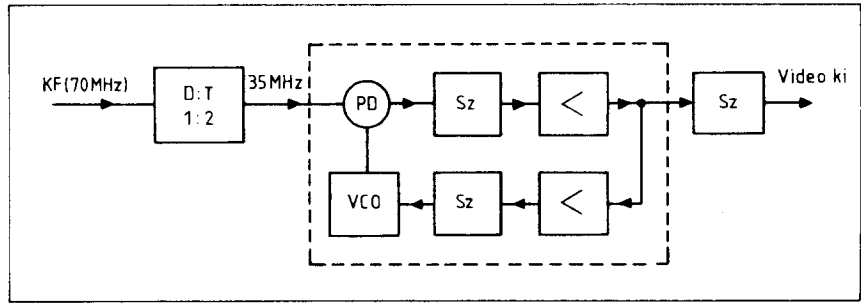 KF(70MHz)
D:T
1:2
35MHz
PD
Sz
<
Sz
Video ki
VCO
Sz
<